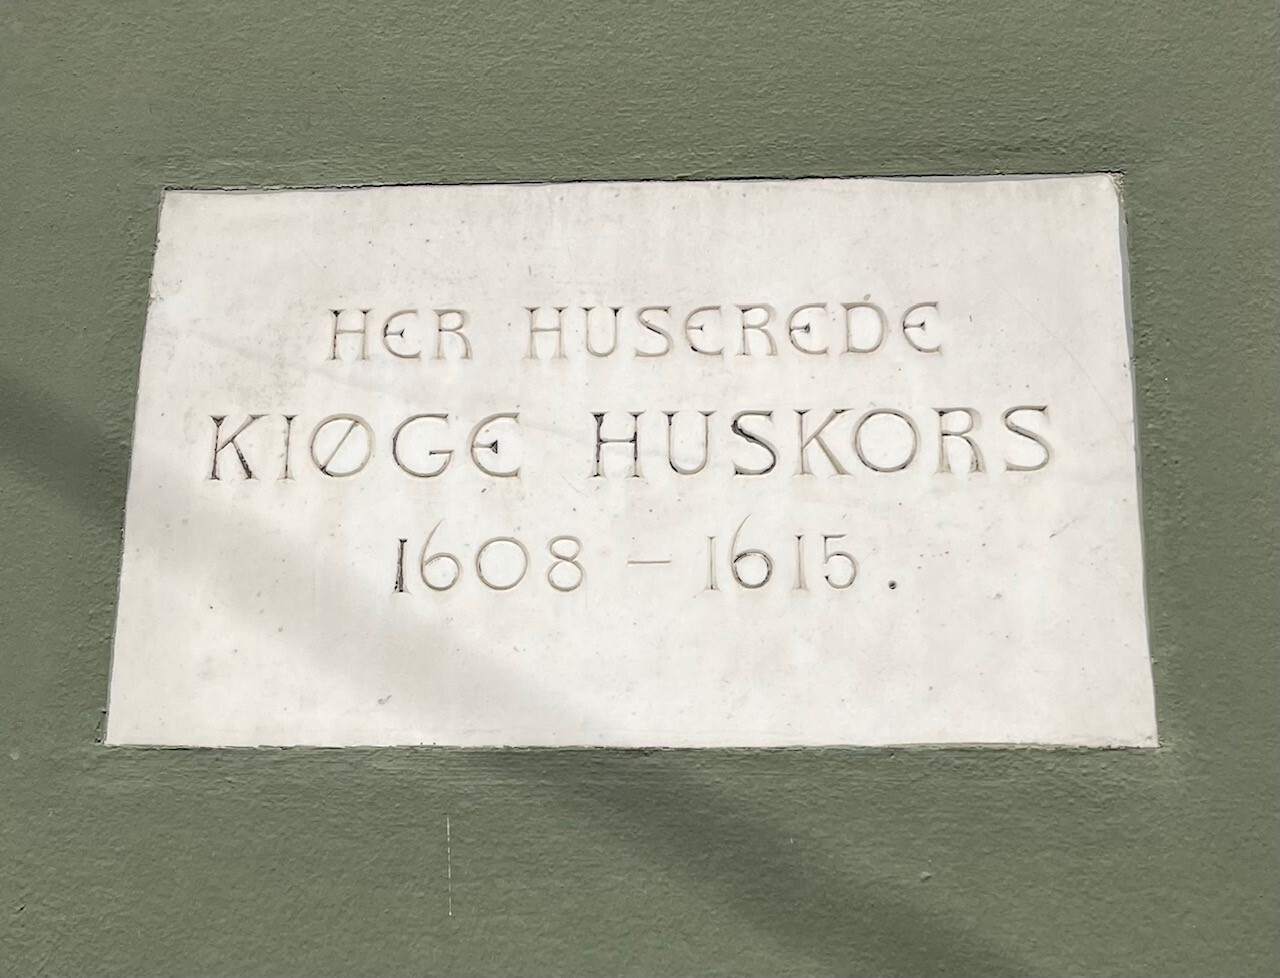 HER HUSEREDE
KIØGE HUSKORS
1608 – 1615.